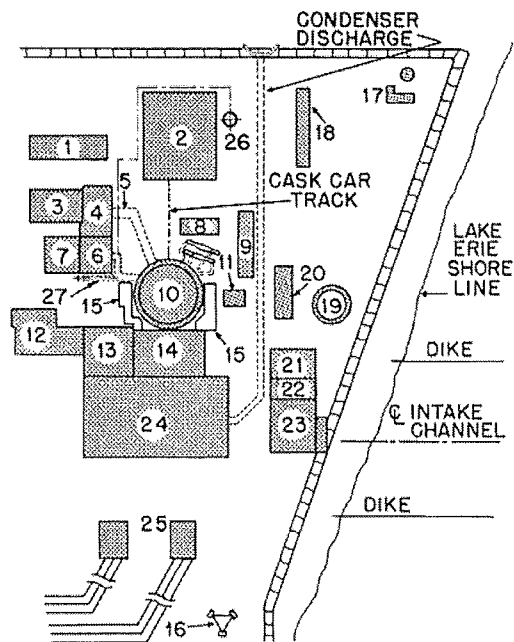 CONDENSER
DISCHARGE
17
18
2
26
1
5
CASK CAR
TRACK
3
4
8
9
LAKE
ERIE
SHORE
LINE
7
6
11
20
10
19
27
15
12
13
14
15
21
22
DIKE
24
23
℄ INTAKE
CHANNEL
25
DIKE
16